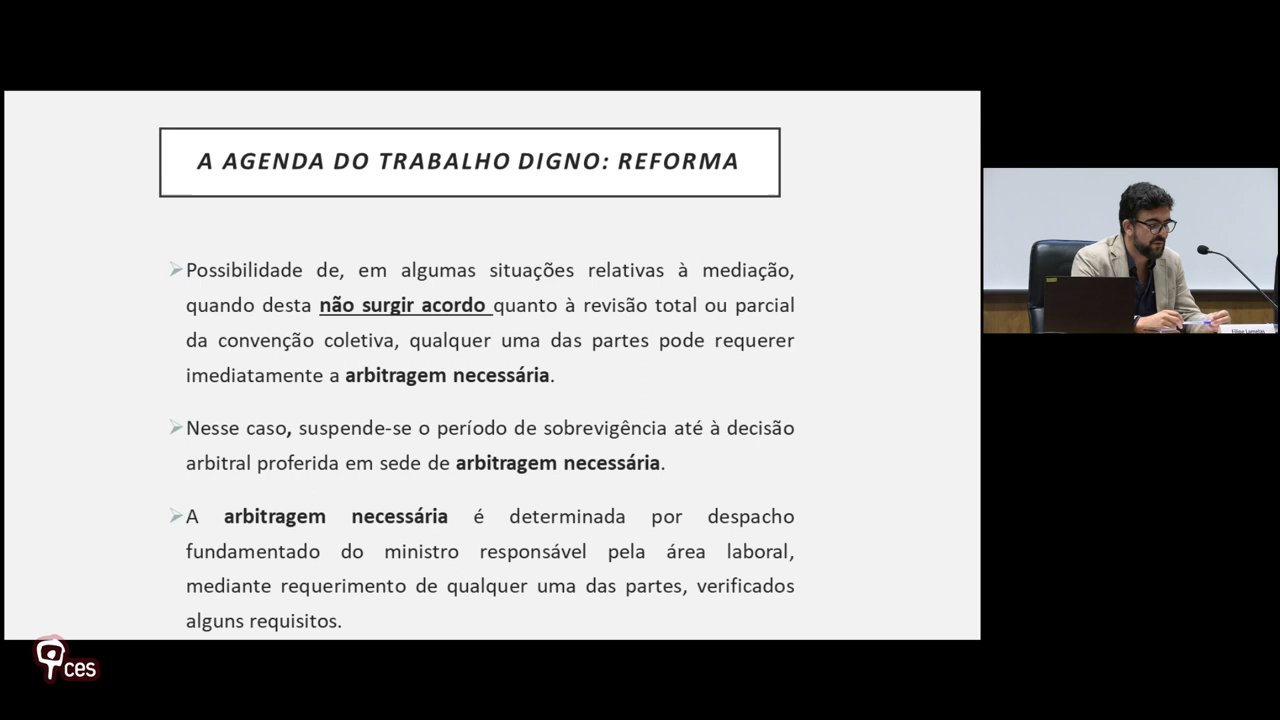 A AGENDA DO TRABALHO DIGNO: REFORMA
Possibilidade de, em algumas situações relativas à mediação,
quando desta não surgir acordo quanto à revisão total ou parcial
da convenção coletiva, qualquer uma das partes pode requerer
imediatamente a arbitragem necessária.
Nesse caso, suspende-se o período de sobrevigência até à decisão
arbitral proferida em sede de arbitragem necessária.
A arbitragem necessária é determinada por despacho
fundamentado do ministro responsável pela área laboral,
mediante requerimento de qualquer uma das partes, verificados
alguns requisitos.
Filipe Lamelas
ces